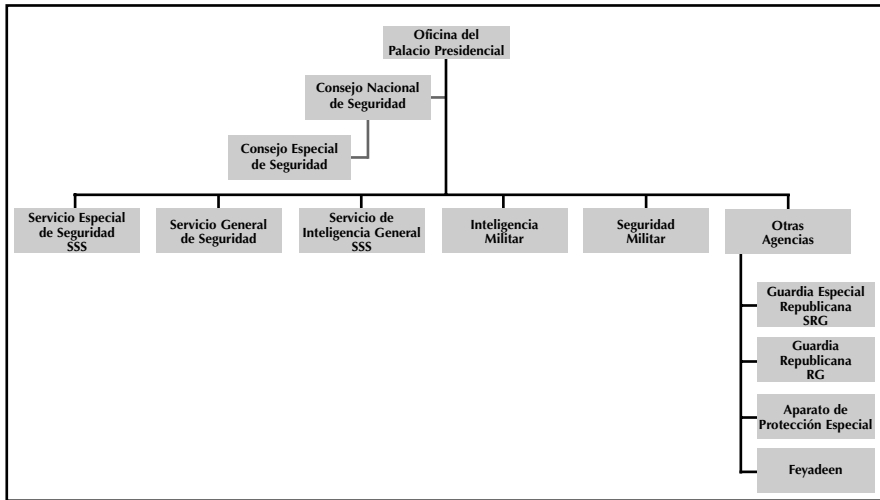 Oficina del
Palacio Presidencial
Consejo Nacional
de Seguridad
Consejo Especial
de Seguridad
Servicio Especial
de Seguridad
SSS
Servicio General
de Seguridad
Servicio de
Inteligencia General
SSS
Inteligencia
Militar
Seguridad
Militar
Otras
Agencias
Guardia Especial
Republicana
SRG
Guardia
Republicana
RG
Aparato de
Protección Especial
Feyadeen